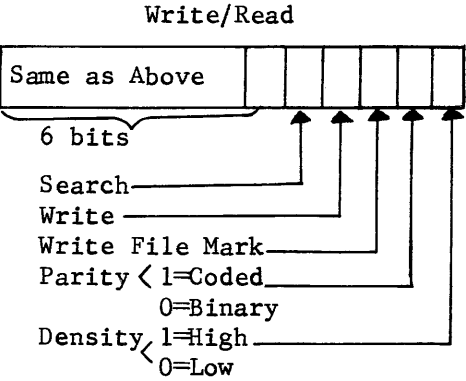 Write/Read
Same as Above
6 bits
Search
Write
Write File Mark
Parity < 1=Coded
0=Binary
Density < 1=High
0=Low